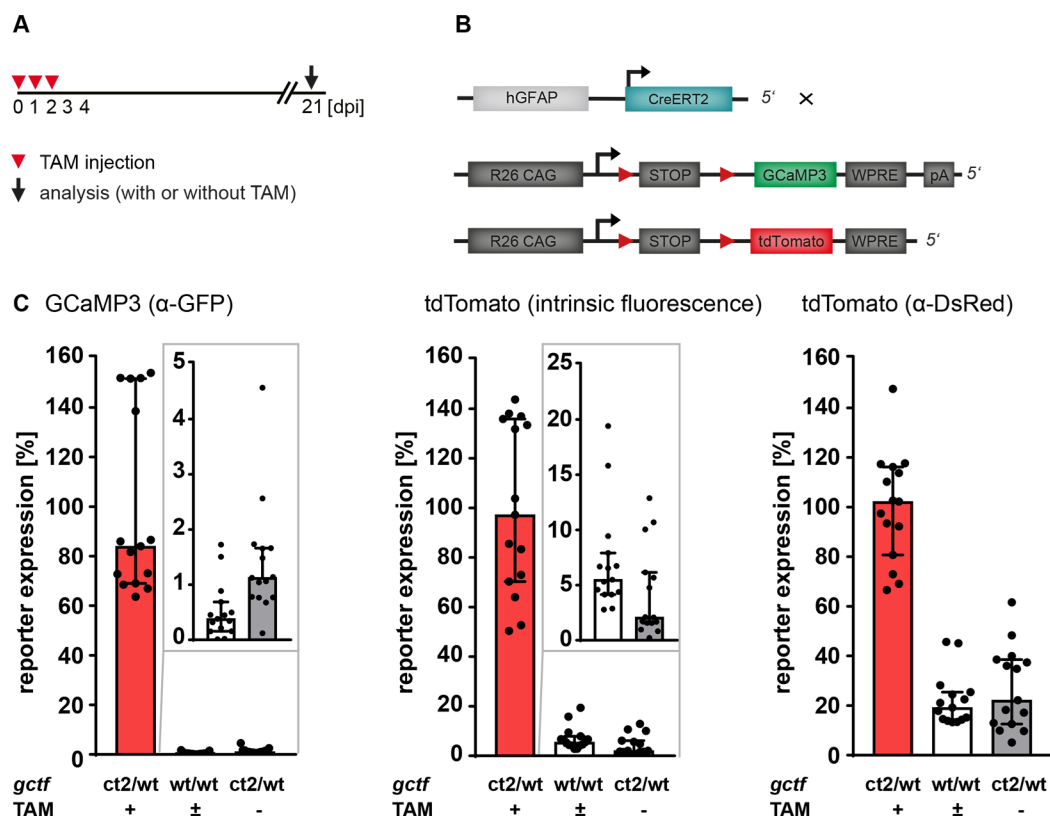 A
0 1 2 3 4 21 [dpi]
TAM injection
analysis (with or without TAM)
B
hGFAP CreERT2 5‘ ×
R26 CAG STOP GCaMP3 WPRE pA 5‘
R26 CAG STOP tdTomato WPRE 5‘
C GCaMP3 (α-GFP)
reporter expression [%]
160
140
120
100
80
60
40
20
0
5
4
3
2
1
0
gctf ct2/wt wt/wt ct2/wt
TAM + ± -
tdTomato (intrinsic fluorescence)
reporter expression [%]
160
140
120
100
80
60
40
20
0
25
20
15
10
5
0
ct2/wt wt/wt ct2/wt
+ ± -
tdTomato (α-DsRed)
reporter expression [%]
160
140
120
100
80
60
40
20
0
gctf ct2/wt wt/wt ct2/wt
TAM + ± -